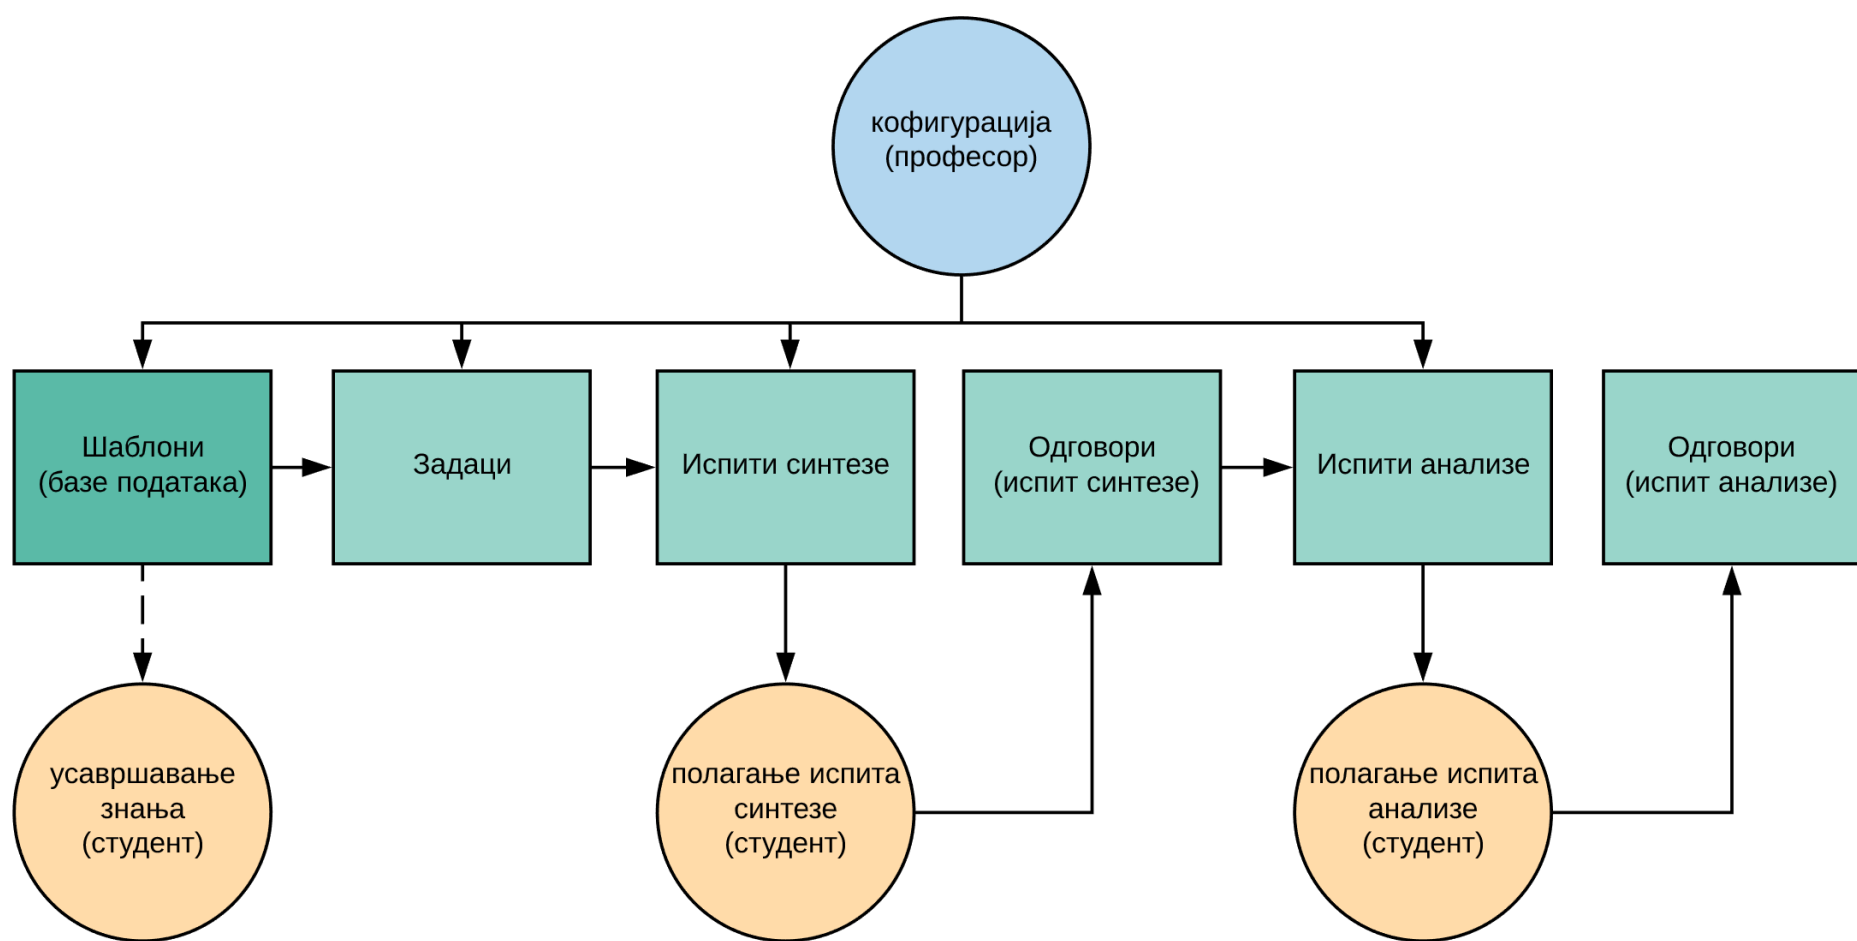 кофигурација
(професор)
Шаблони
(базе података)
Задаци
Испити синтезе
Одговори
(испит синтезе)
Испити анализе
Одговори
(испит анализе)
усавршавање
знања
(студент)
полагање испита
синтезе
(студент)
полагање испита
анализе
(студент)